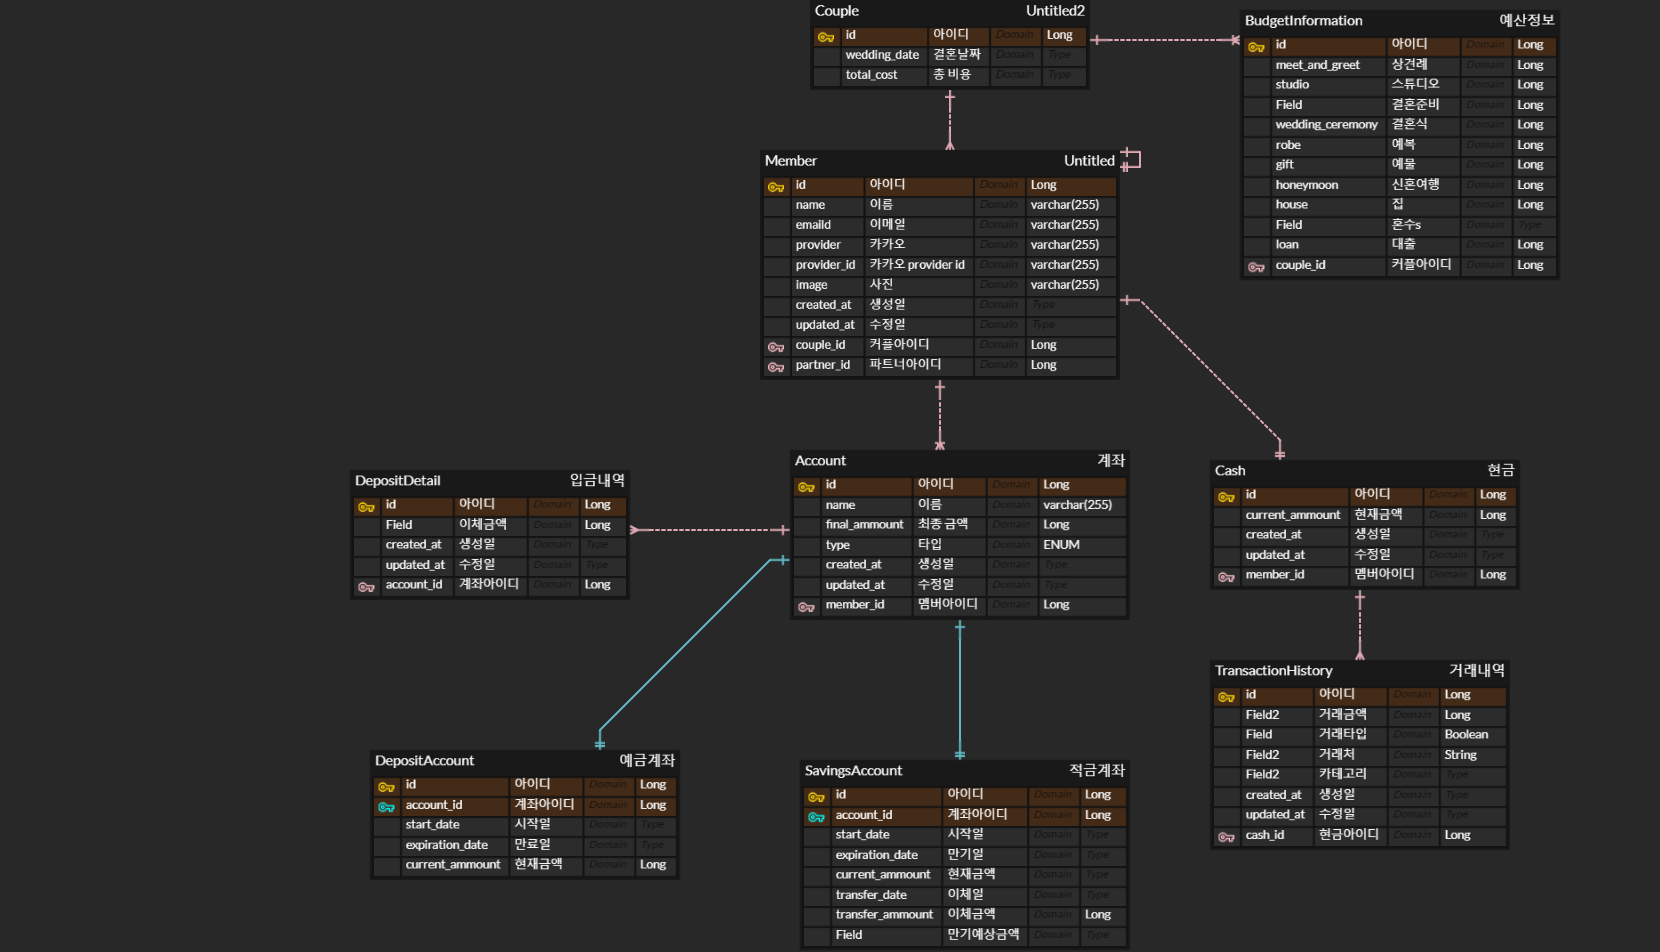 Couple Untitled2
id 아이디 Domain Long
wedding_date 결혼날짜 Domain Type
total_cost 총 비용 Domain Type
BudgetInformation 예산정보
id 아이디 Domain Long
meet_and_greet 상견례 Domain Long
studio 스튜디오 Domain Long
Field 결혼준비 Domain Long
wedding_ceremony 결혼식 Domain Long
robe 예복 Domain Long
gift 예물 Domain Long
honeymoon 신혼여행 Domain Long
house 집 Domain Long
Field 혼수s Domain Type
loan 대출 Domain Long
couple_id 커플아이디 Domain Long
Member Untitled
id 아이디 Domain Long
name 이름 Domain varchar(255)
emaild 이메일 Domain varchar(255)
provider 카카오 Domain varchar(255)
provider_id 카카오 provider id Domain varchar(255)
image 사진 Domain varchar(255)
created_at 생성일 Domain Type
updated_at 수정일 Domain Type
couple_id 커플아이디 Domain Long
partner_id 파트너아이디 Domain Long
DepositDetail 입금내역
id 아이디 Domain Long
Field 이체금액 Domain Long
created_at 생성일 Domain Type
updated_at 수정일 Domain Type
account_id 계좌아이디 Domain Long
Account 계좌
id 아이디 Domain Long
name 이름 Domain varchar(255)
final_ammount 최종 금액 Domain Long
type 타입 Domain ENUM
created_at 생성일 Domain Type
updated_at 수정일 Domain Type
member_id 멤버아이디 Domain Long
Cash 현금
id 아이디 Domain Long
current_ammount 현재금액 Domain Long
created_at 생성일 Domain Type
updated_at 수정일 Domain Type
member_id 멤버아이디 Domain Long
TransactionHistory 거래내역
id 아이디 Domain Long
Field2 거래금액 Domain Long
Field 거래타입 Domain Boolean
Field2 거래처 Domain String
Field2 카테고리 Domain Type
created_at 생성일 Domain Type
updated_at 수정일 Domain Type
cash_id 현금아이디 Domain Long
DepositAccount 예금계좌
id 아이디 Domain Long
account_id 계좌아이디 Domain Long
start_date 시작일 Domain Type
expiration_date 만료일 Domain Type
current_ammount 현재금액 Domain Long
SavingsAccount 적금계좌
id 아이디 Domain Long
account_id 계좌아이디 Domain Long
start_date 시작일 Domain Type
expiration_date 만기일 Domain Type
current_ammount 현재금액 Domain Type
transfer_date 이체일 Domain Type
transfer_ammount 이체금액 Domain Long
Field 만기예상금액 Domain Type